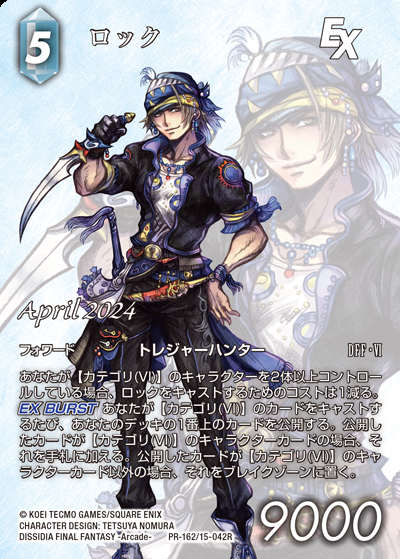 5
ロック
EX
April 2024
フォワード トレジャーハンター DFF・VI
あなたが【カテゴリ(VI)】のキャラクターを2体以上コントロー
ルしている場合、ロックをキャストするためのコストは1減る。
EX BURST あなたが【カテゴリ(VI)】のカードをキャストす
るたび、あなたのデッキの1番上のカードを公開する。公開し
たカードが【カテゴリ(VI)】のキャラクターカードの場合、そ
れを手札に加える。公開したカードが【カテゴリ(VI)】のキャ
ラクターカード以外の場合、それをブレイクゾーンに置く。
© KOEI TECMO GAMES/SQUARE ENIX
CHARACTER DESIGN: TETSUYA NOMURA
DISSIDIA FINAL FANTASY -Arcade- PR-162/15-042R
9000